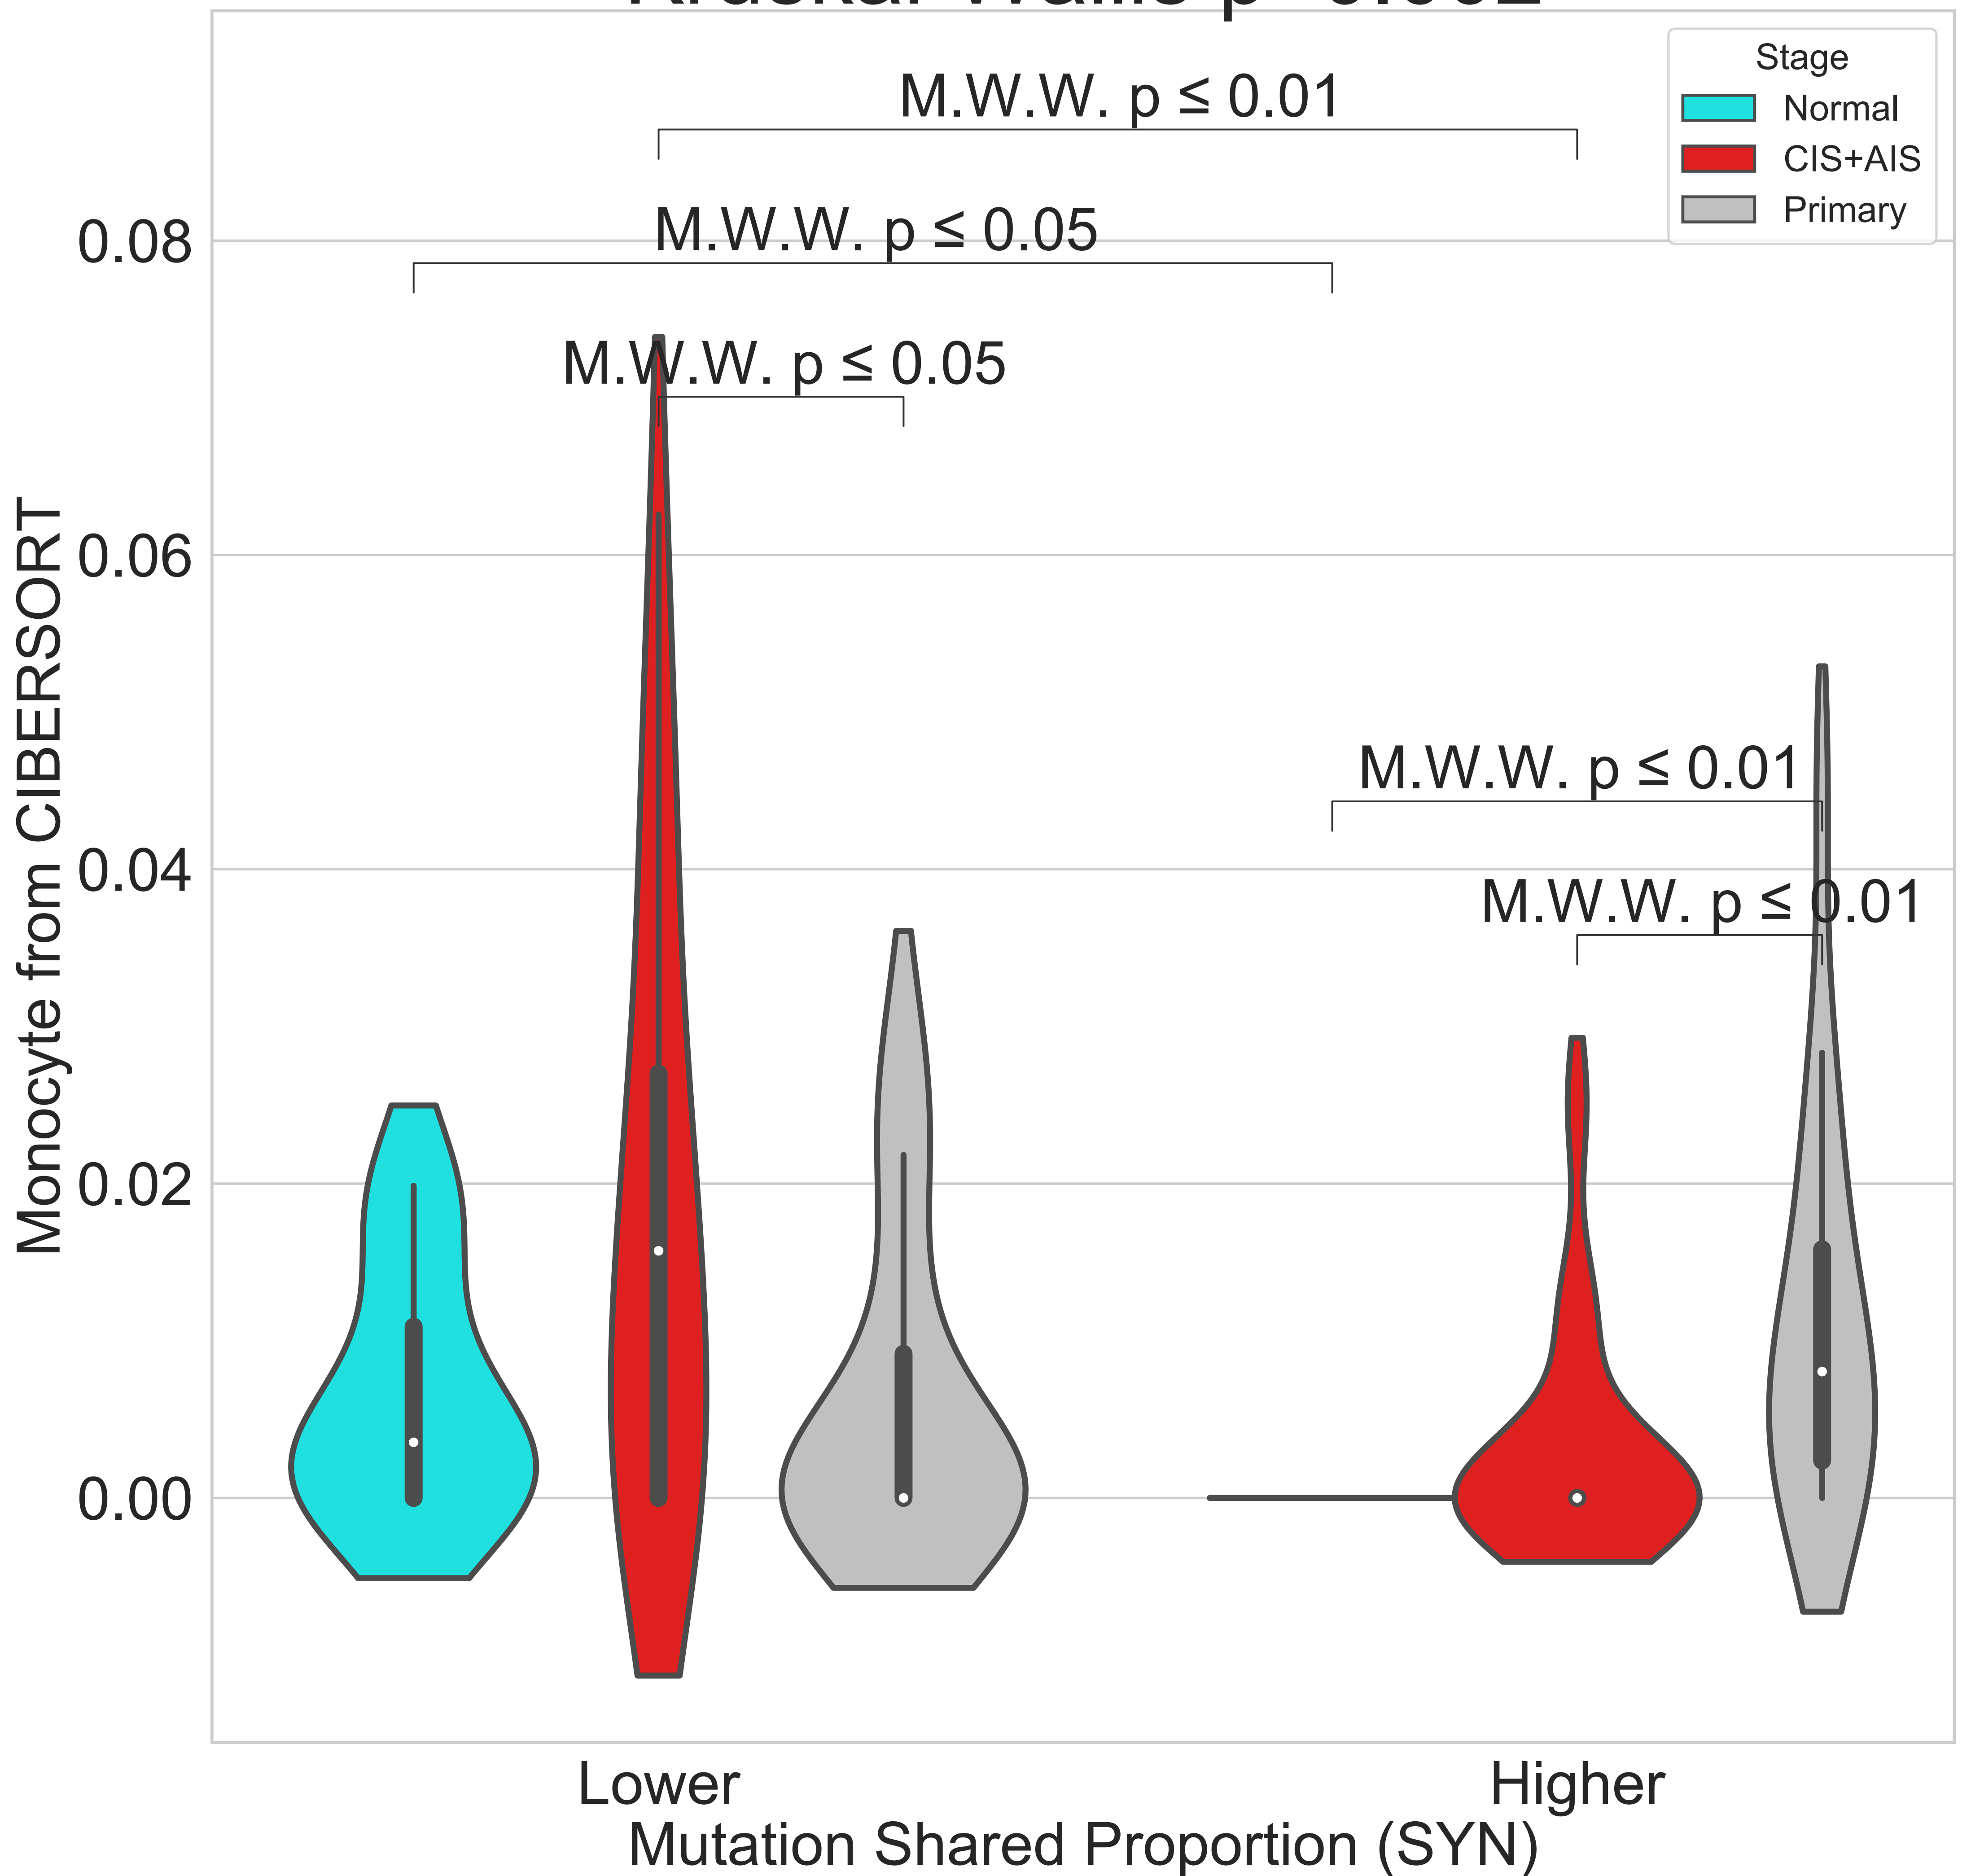 Stage
Normal
CIS+AIS
Primary
M.W.W. p ≤ 0.01
M.W.W. p ≤ 0.05
M.W.W. p ≤ 0.05
M.W.W. p ≤ 0.01
M.W.W. p ≤ 0.01
0.08
0.06
0.04
0.02
0.00
Monocyte from CIBERSORT
Lower
Higher
Mutation Shared Proportion (SYN)